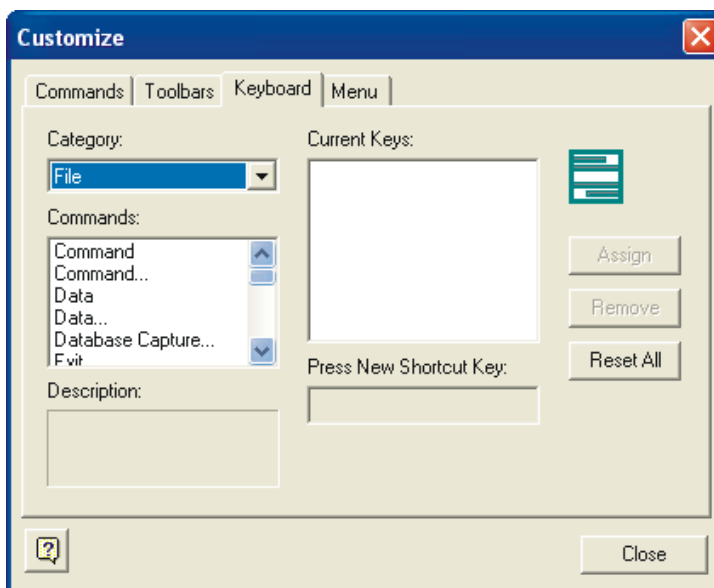 Customize
Commands Toolbars Keyboard Menu
Category:
File
Commands:
Command
Command...
Data
Data...
Database Capture...
Exit
Description:
Current Keys:
Press New Shortcut Key:
Assign
Remove
Reset All
Close